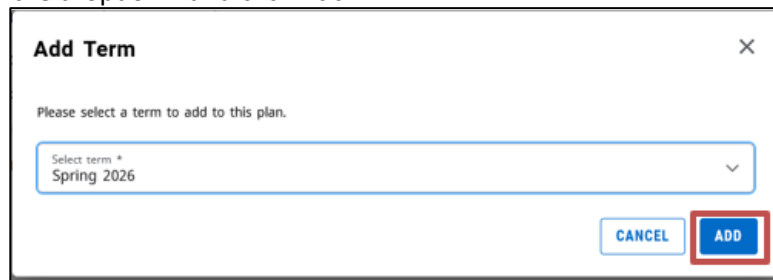 Add Term
Please select a term to add to this plan.
Select term *
Spring 2026
CANCEL ADD